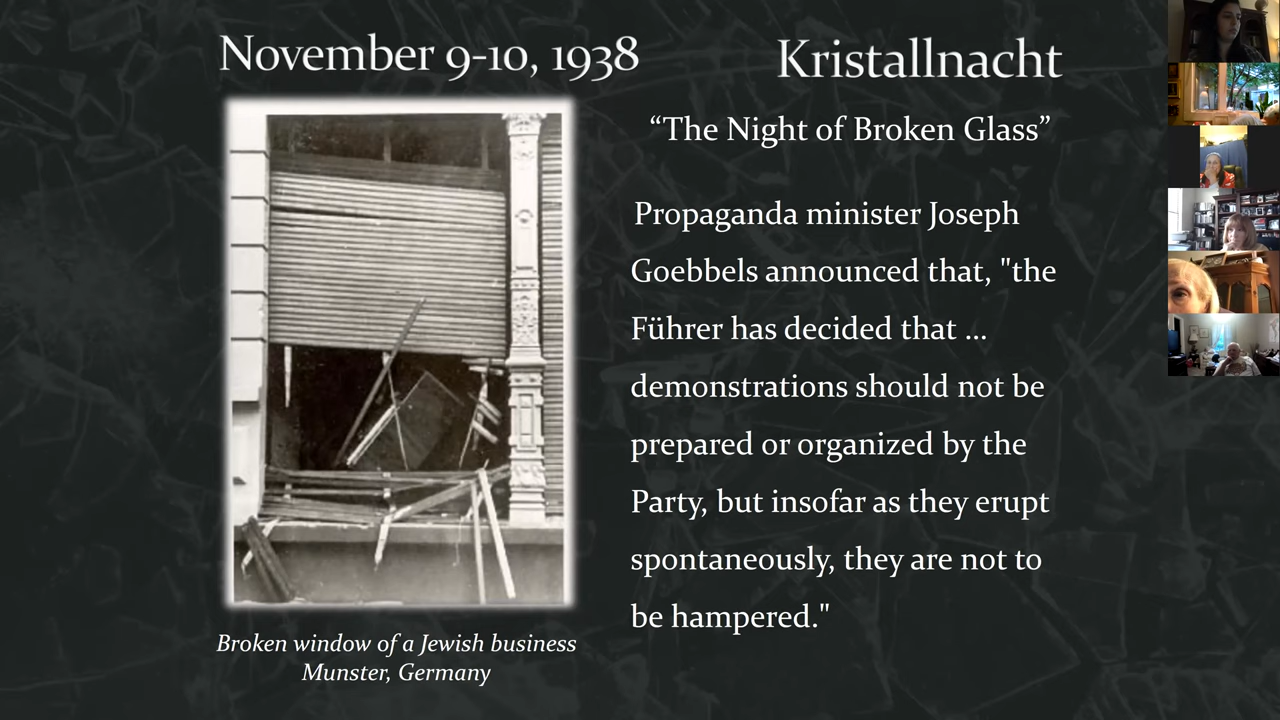 November 9-10, 1938
Kristallnacht
“The Night of Broken Glass”
Propaganda minister Joseph
Goebbels announced that, "the
Führer has decided that ...
demonstrations should not be
prepared or organized by the
Party, but insofar as they erupt
spontaneously, they are not to
be hampered."
Broken window of a Jewish business
Munster, Germany